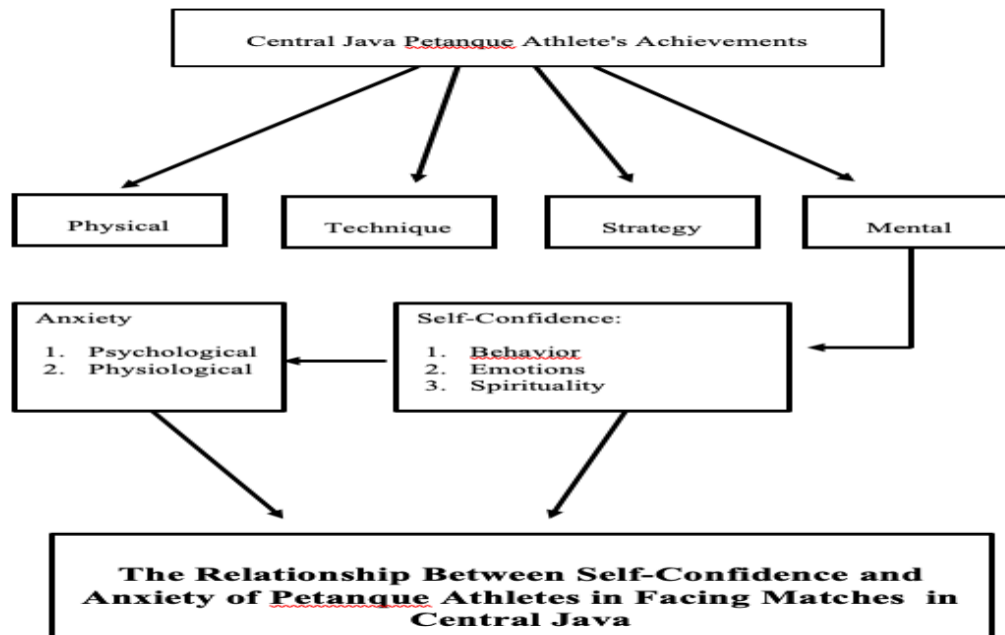 Central Java Petanque Athlete's Achievements
Physical
Technique
Strategy
Mental
Anxiety
1. Psychological
2. Physiological
Self-Confidence:
1. Behavior
2. Emotions
3. Spirituality
The Relationship Between Self-Confidence and
Anxiety of Petanque Athletes in Facing Matches in
Central Java